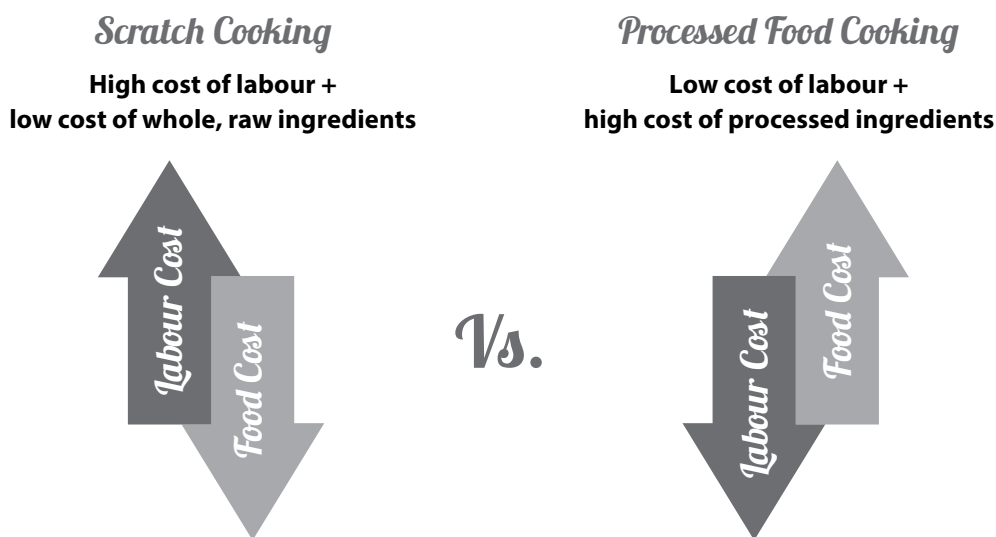 Scratch Cooking
High cost of labour +
low cost of whole, raw ingredients
Labour Cost
Food Cost
Vs.
Processed Food Cooking
Low cost of labour +
high cost of processed ingredients
Labour Cost
Food Cost